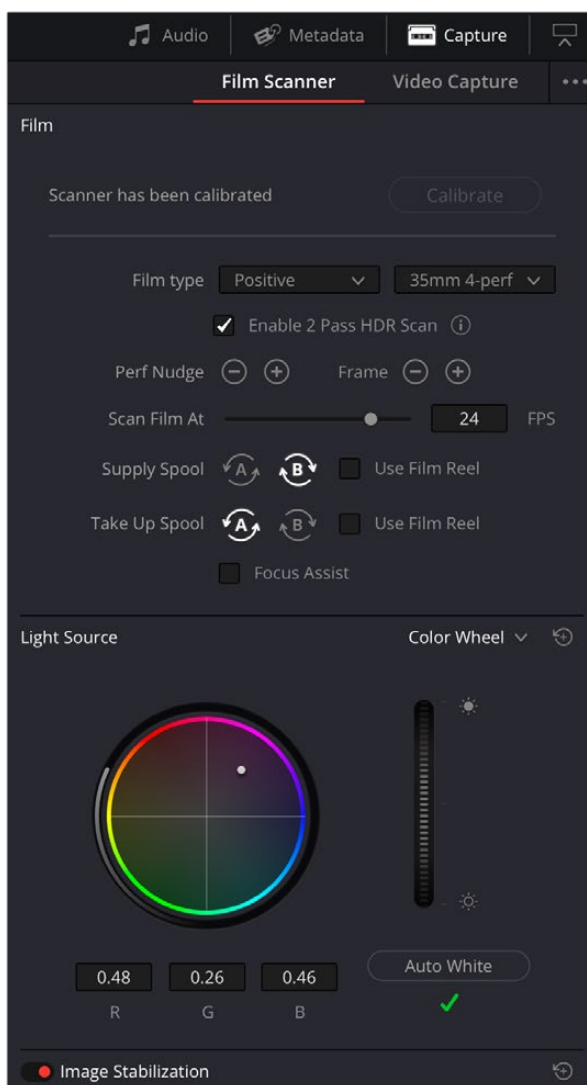 Audio Metadata Capture
Film Scanner Video Capture
Film
Scanner has been calibrated Calibrate
Film type Positive 35mm 4-perf
Enable 2 Pass HDR Scan
Perf Nudge Frame
Scan Film At 24 FPS
Supply Spool A B Use Film Reel
Take Up Spool A B Use Film Reel
Focus Assist
Light Source Color Wheel
0.48 0.26 0.46 Auto White
R G B
Image Stabilization